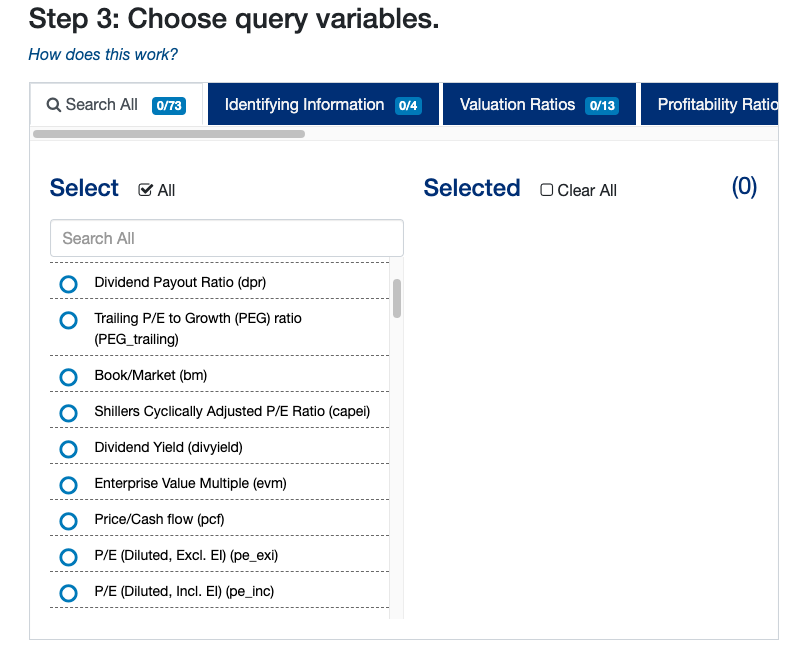 Step 3: Choose query variables.
How does this work?
Search All 0/73 Identifying Information 0/4 Valuation Ratios 0/13 Profitability Ratio
Select All Selected Clear All (0)
Search All
Dividend Payout Ratio (dpr)
Trailing P/E to Growth (PEG) ratio
(PEG_trailing)
Book/Market (bm)
Shillers Cyclically Adjusted P/E Ratio (capei)
Dividend Yield (divyield)
Enterprise Value Multiple (evm)
Price/Cash flow (pcf)
P/E (Diluted, Excl. EI) (pe_exi)
P/E (Diluted, Incl. EI) (pe_inc)